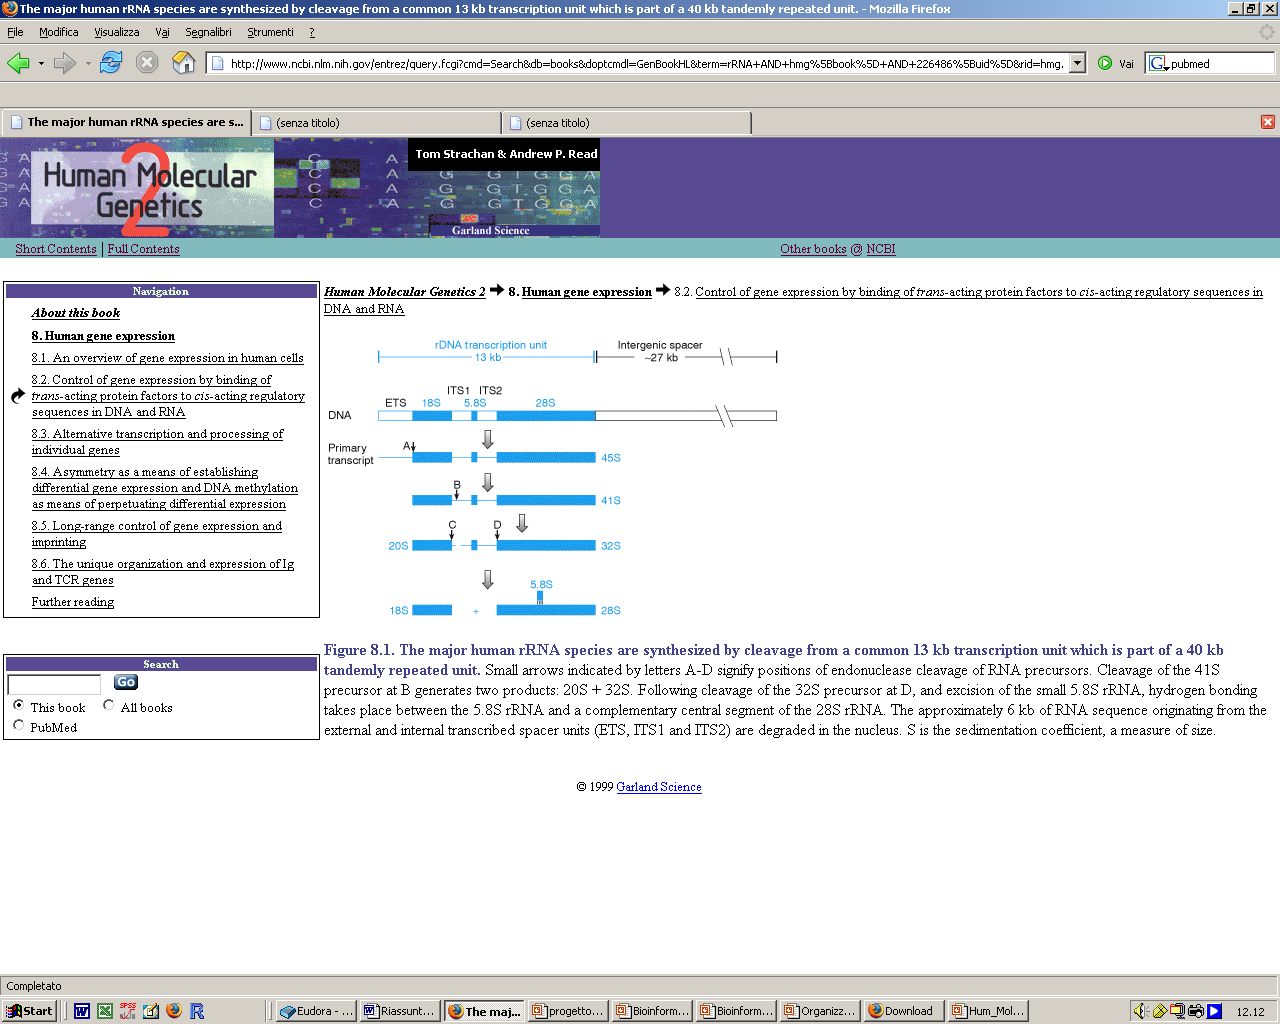 The major human rRNA species are synthesized by cleavage from a common 13 kb transcription unit which is part of a 40 kb tandemly repeated unit. - Mozilla Firefox
File Modifica Visualizza Vai Segnalibri Strumenti ?
http://www.ncbi.nlm.nih.gov/entrez/query.fcgi?cmd=Search&db=books&doptcmdl=GenBookHL&term=rRNA+AND+hmg%5Bbook%5D+AND+226486%5Buid%5D&rid=hmg. Vai pubmed
The major human rRNA species are s... (senza titolo) (senza titolo)
Human Molecular Genetics 2
Tom Strachan & Andrew P. Read
Garland Science
Short Contents | Full Contents Other books @ NCBI
Navigation
About this book
8. Human gene expression
8.1. An overview of gene expression in human cells
8.2. Control of gene expression by binding of
trans-acting protein factors to cis-acting regulatory
sequences in DNA and RNA
8.3. Alternative transcription and processing of
individual genes
8.4. Asymmetry as a means of establishing
differential gene expression and DNA methylation
as means of perpetuating differential expression
8.5. Long-range control of gene expression and
imprinting
8.6. The unique organization and expression of Ig
and TCR genes
Further reading
Search
Go
This book All books
PubMed
Human Molecular Genetics 2 8. Human gene expression 8.2. Control of gene expression by binding of trans-acting protein factors to cis-acting regulatory sequences in
DNA and RNA
rDNA transcription unit Intergenic spacer
13 kb ~27 kb
ITS1 ITS2
ETS 18S 5.8S 28S
DNA
Primary
transcript
A
45S
B
41S
C D
20S 32S
5.8S
18S + 28S
Figure 8.1. The major human rRNA species are synthesized by cleavage from a common 13 kb transcription unit which is part of a 40 kb
tandemly repeated unit. Small arrows indicated by letters A-D signify positions of endonuclease cleavage of RNA precursors. Cleavage of the 41S
precursor at B generates two products: 20S + 32S. Following cleavage of the 32S precursor at D, and excision of the small 5.8S rRNA, hydrogen bonding
takes place between the 5.8S rRNA and a complementary central segment of the 28S rRNA. The approximately 6 kb of RNA sequence originating from the
external and internal transcribed spacer units (ETS, ITS1 and ITS2) are degraded in the nucleus. S is the sedimentation coefficient, a measure of size.
© 1999 Garland Science
Completato
Start Eudora - ... Riassunt... The maj... progetto... Bioinform... Bioinform... Organizz... Download Hum_Mol... 12.12